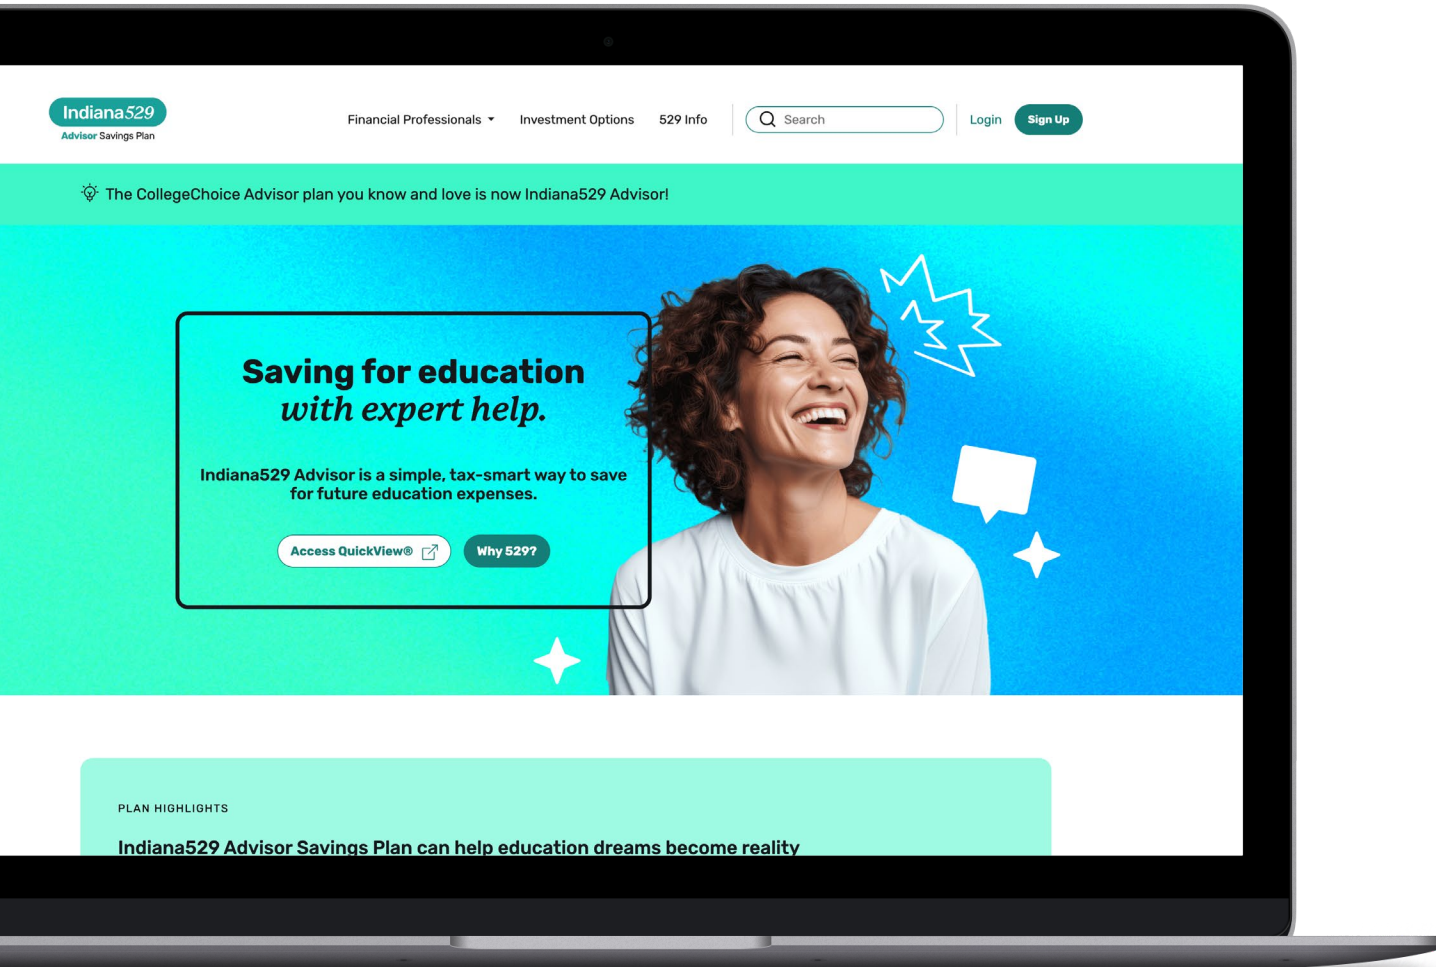 Indiana529
Advisor Savings Plan
Financial Professionals
Investment Options
529 Info
Search
Login
Sign Up
The CollegeChoice Advisor plan you know and love is now Indiana529 Advisor!
Saving for education
with expert help.
Indiana529 Advisor is a simple, tax-smart way to save
for future education expenses.
Access QuickView®
Why 529?
PLAN HIGHLIGHTS
Indiana529 Advisor Savings Plan can help education dreams become reality